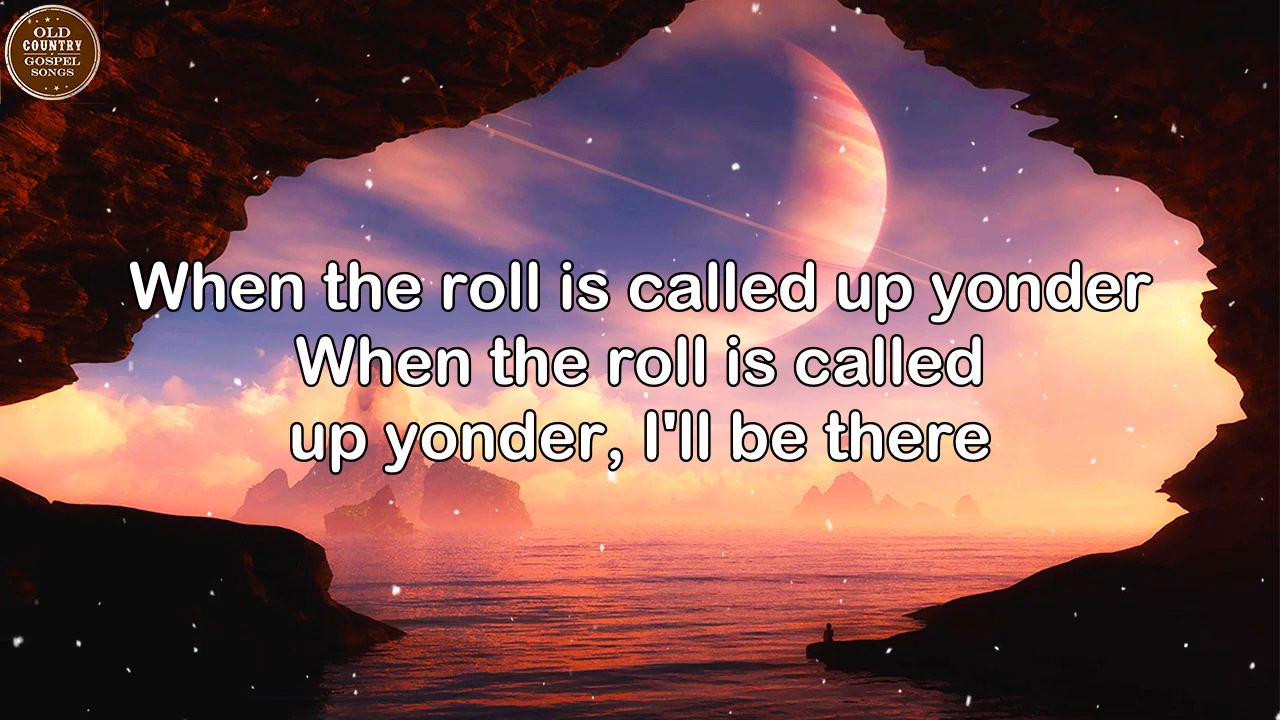 OLD
COUNTRY
GOSPEL
SONGS
When the roll is called up yonder
When the roll is called
up yonder, I'll be there